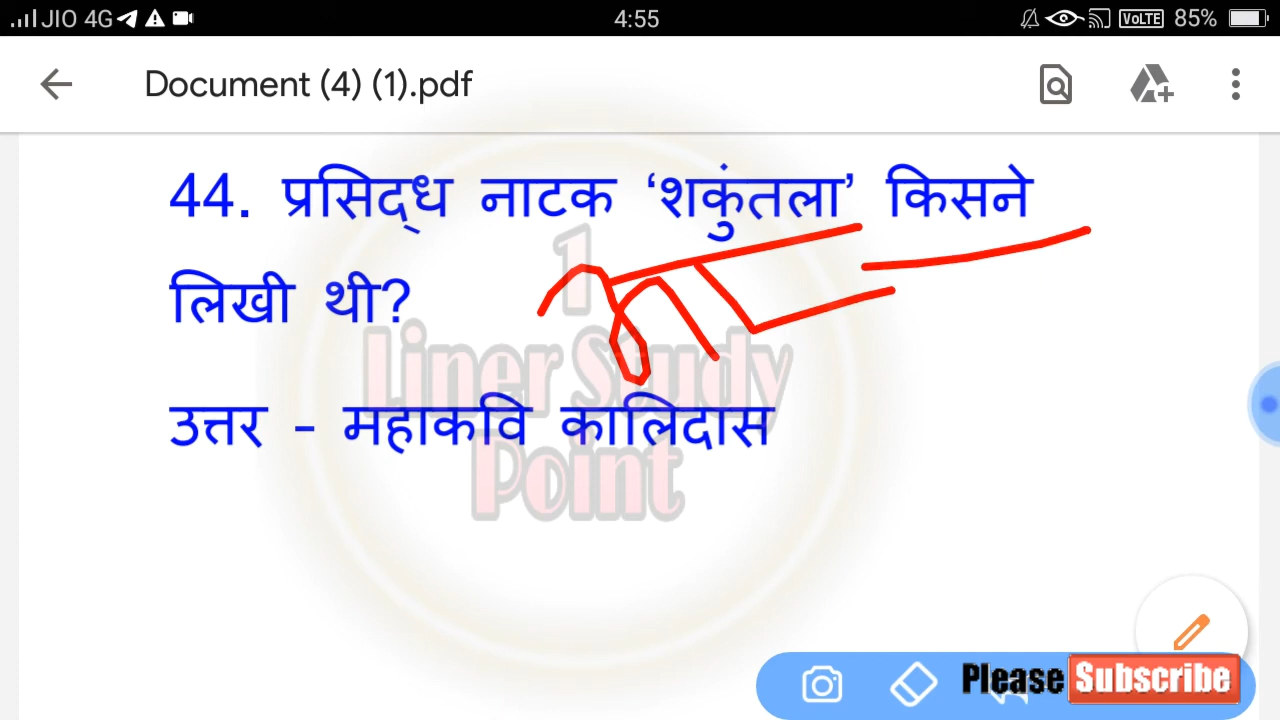 JIO 4G 4:55 VoLTE 85%
Document (4) (1).pdf
44. प्रसिद्ध नाटक ‘शकुंतला’ किसने
लिखी थी?
1
Liner Study
Point
उत्तर - महाकवि कालिदास
Please Subscribe